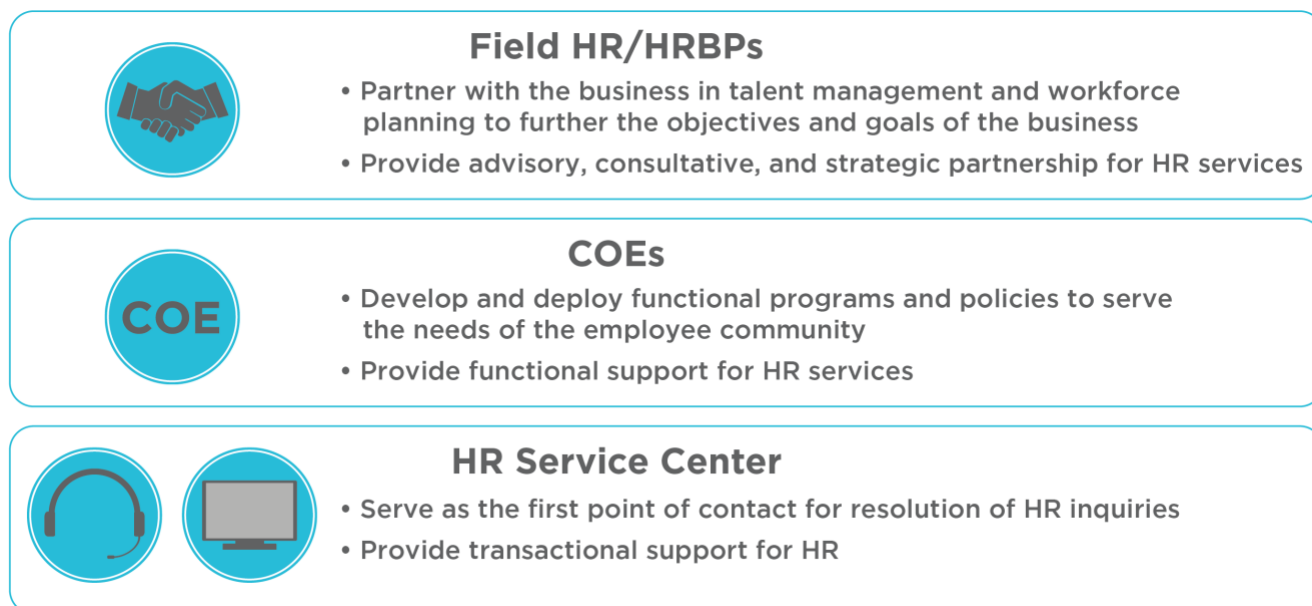 Field HR/HRBPs
• Partner with the business in talent management and workforce
planning to further the objectives and goals of the business
• Provide advisory, consultative, and strategic partnership for HR services
COE
COEs
• Develop and deploy functional programs and policies to serve
the needs of the employee community
• Provide functional support for HR services
HR Service Center
• Serve as the first point of contact for resolution of HR inquiries
• Provide transactional support for HR